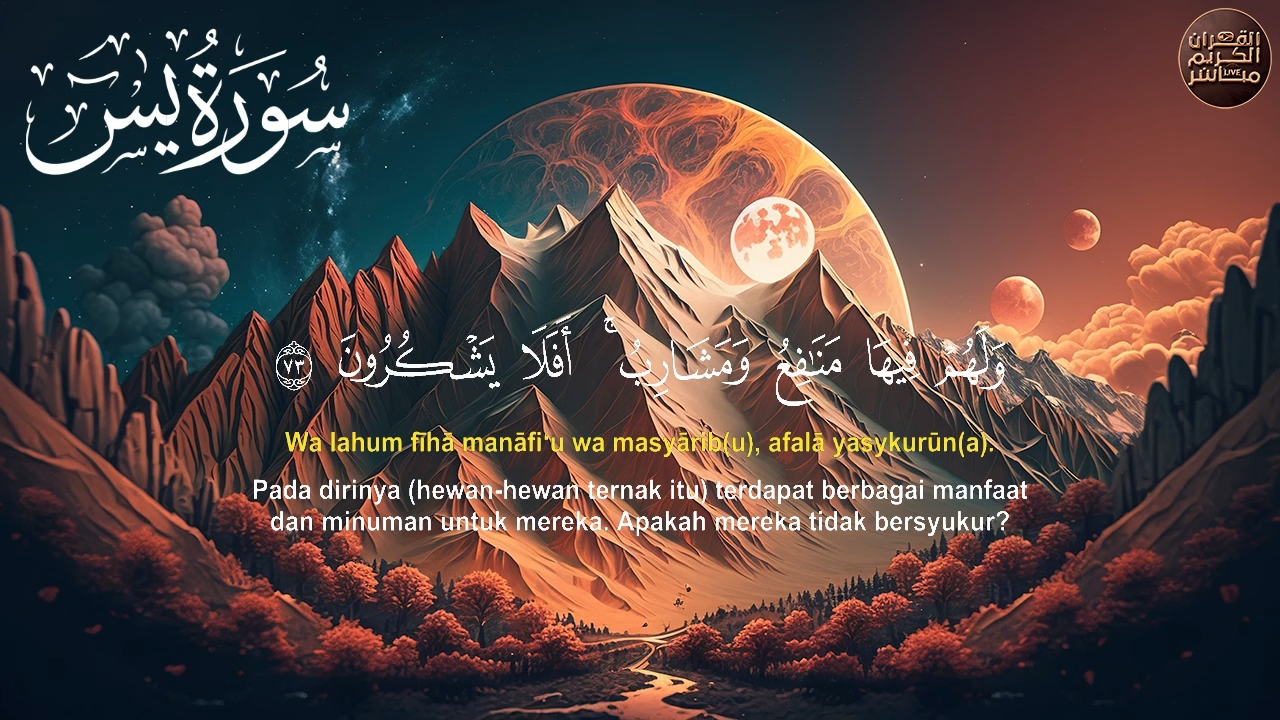 سُورَةُ يس
القرآن
الكريم
LIVE
مباشر
وَلَهُمْ فِيهَا مَنَٰفِعُ وَمَشَارِبُ ۚ أَفَلَا يَشْكُرُونَ ۝٧٣
Wa lahum fīhā manāfi‘u wa masyārib(u), afalā yasykurūn(a).
Pada dirinya (hewan-hewan ternak itu) terdapat berbagai manfaat
dan minuman untuk mereka. Apakah mereka tidak bersyukur?